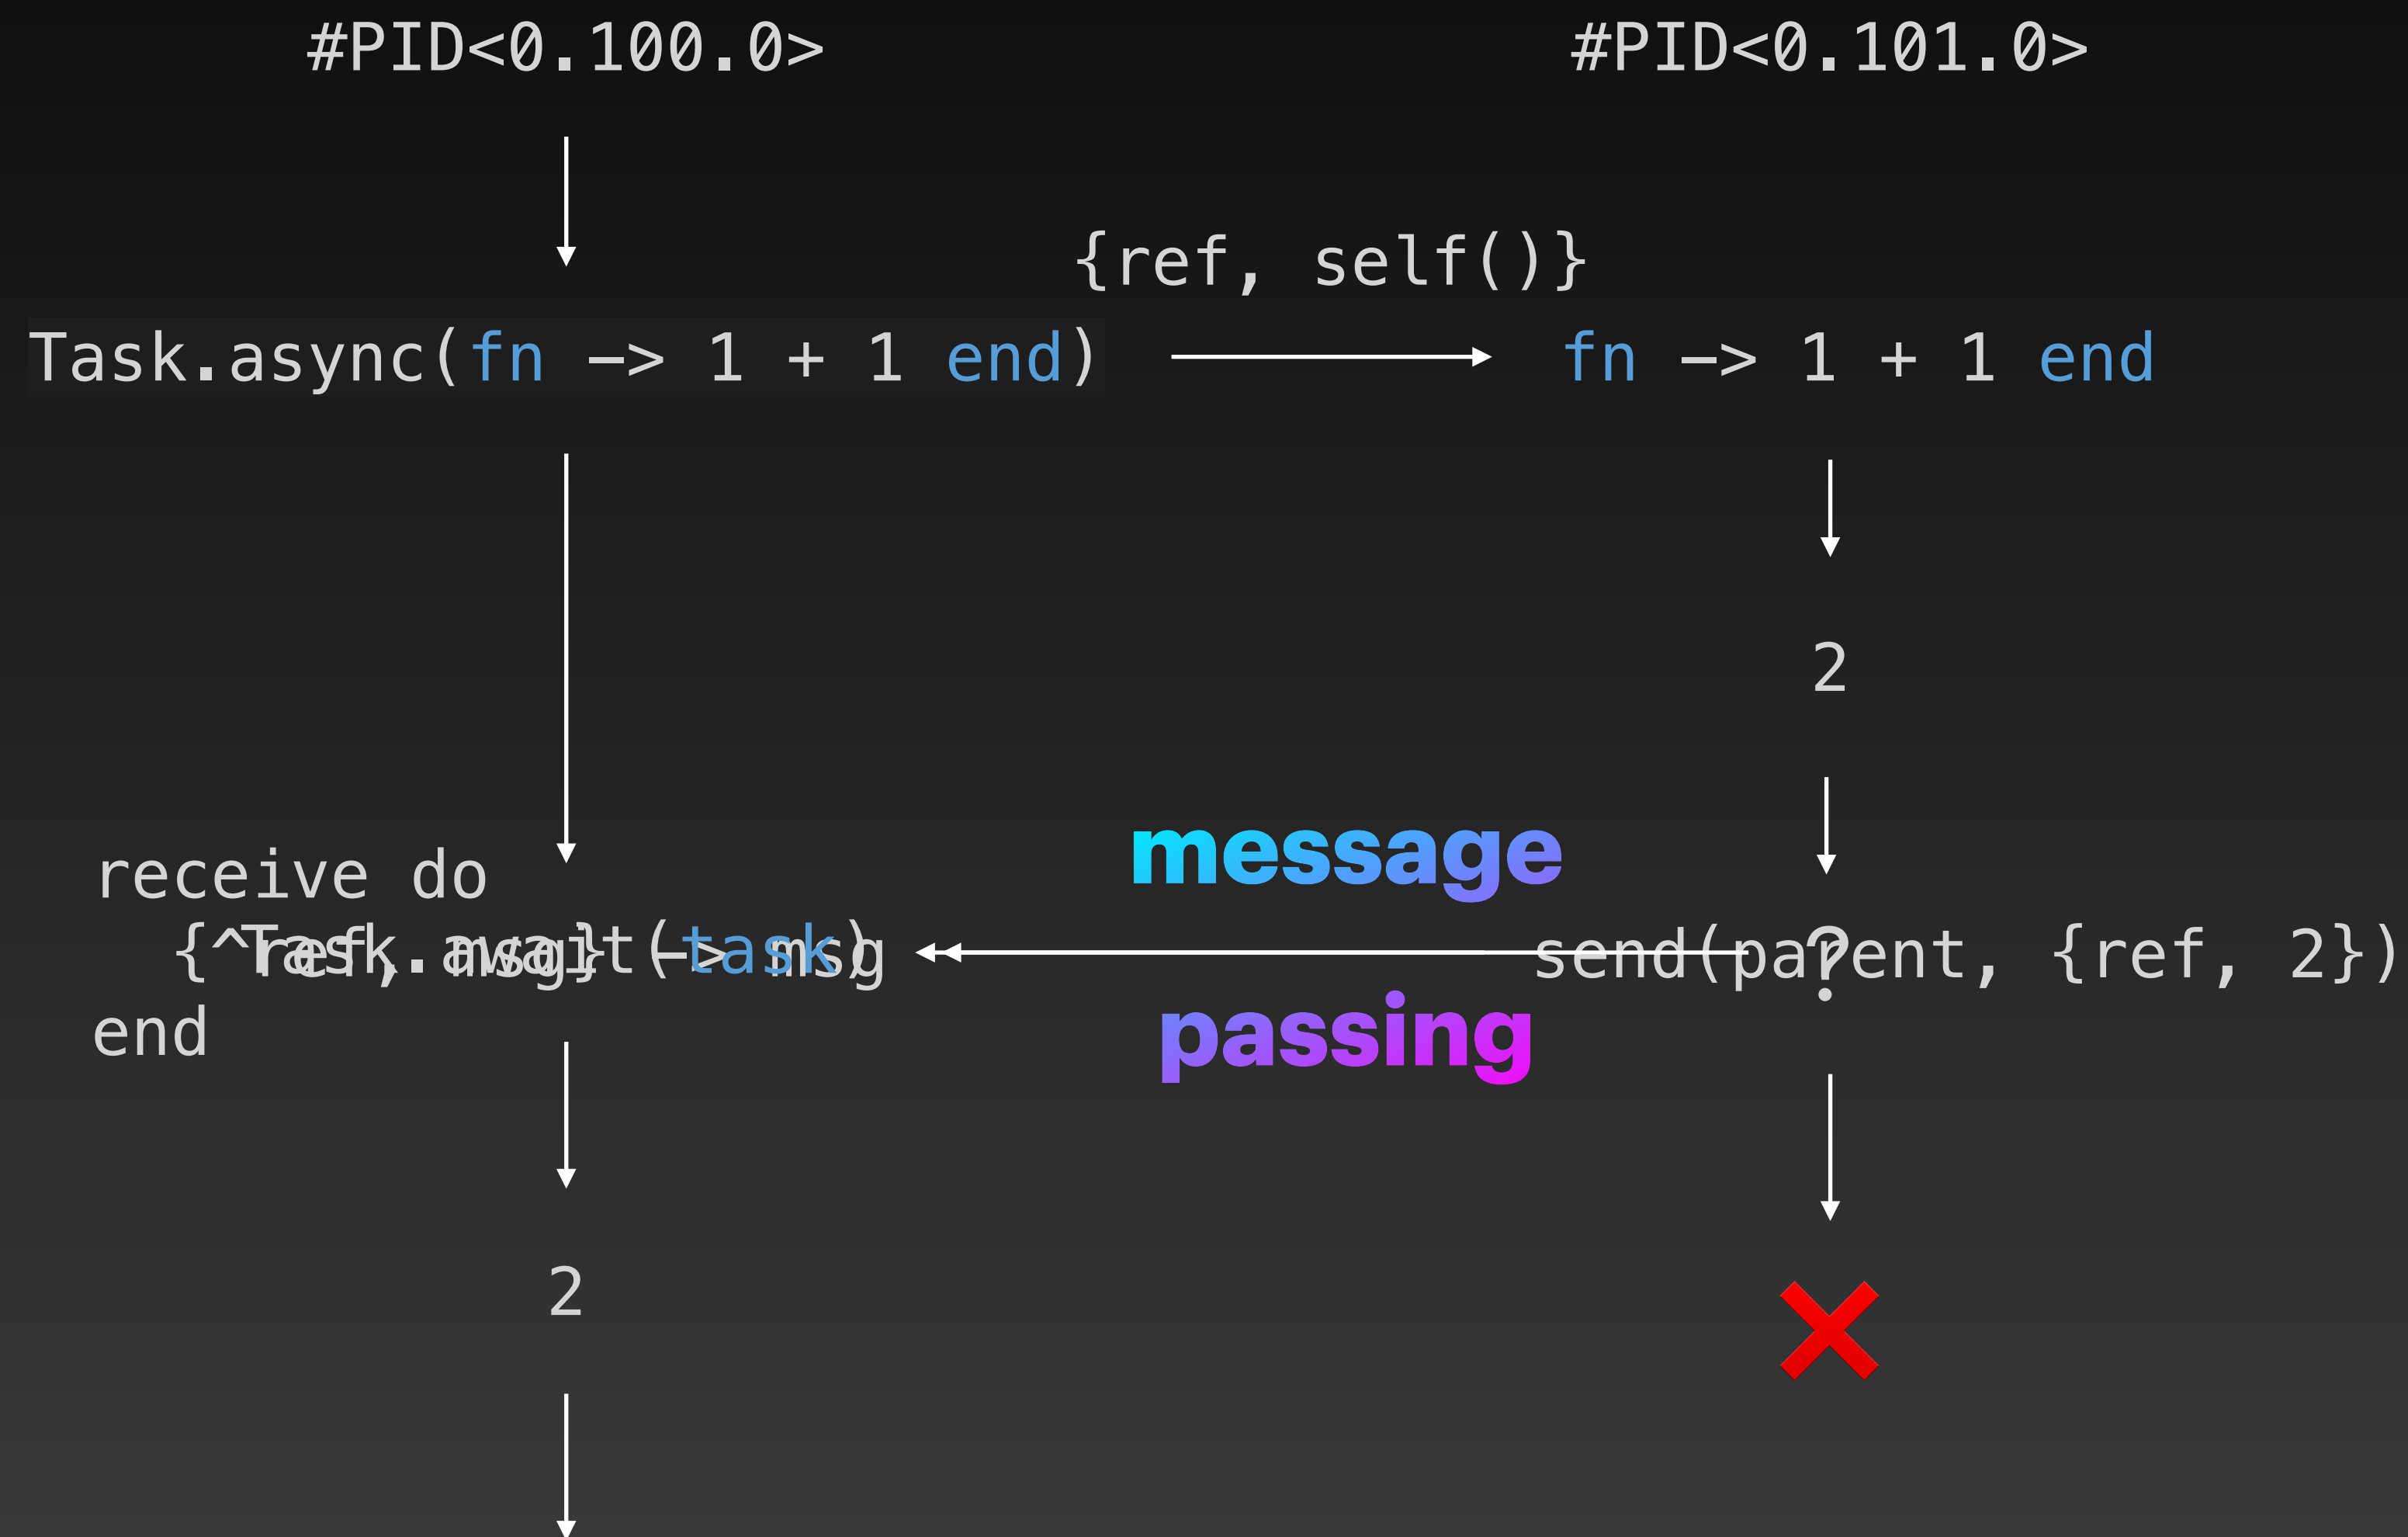 #PID<0.100.0>
#PID<0.101.0>
{ref, self()}
Task.async(fn -> 1 + 1 end)
fn -> 1 + 1 end
2
message
receive do
{^ref, msg} -> msg
end
Task.await(task)
send(parent, {ref, 2})
?
passing
2